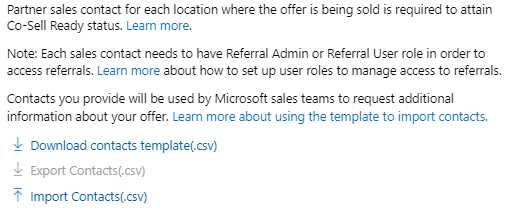 Partner sales contact for each location where the offer is being sold is required to attain
Co-Sell Ready status. Learn more.
Note: Each sales contact needs to have Referral Admin or Referral User role in order to
access referrals. Learn more about how to set up user roles to manage access to referrals.
Contacts you provide will be used by Microsoft sales teams to request additional
information about your offer. Learn more about using the template to import contacts.
Download contacts template(.csv)
Export Contacts(.csv)
Import Contacts(.csv)